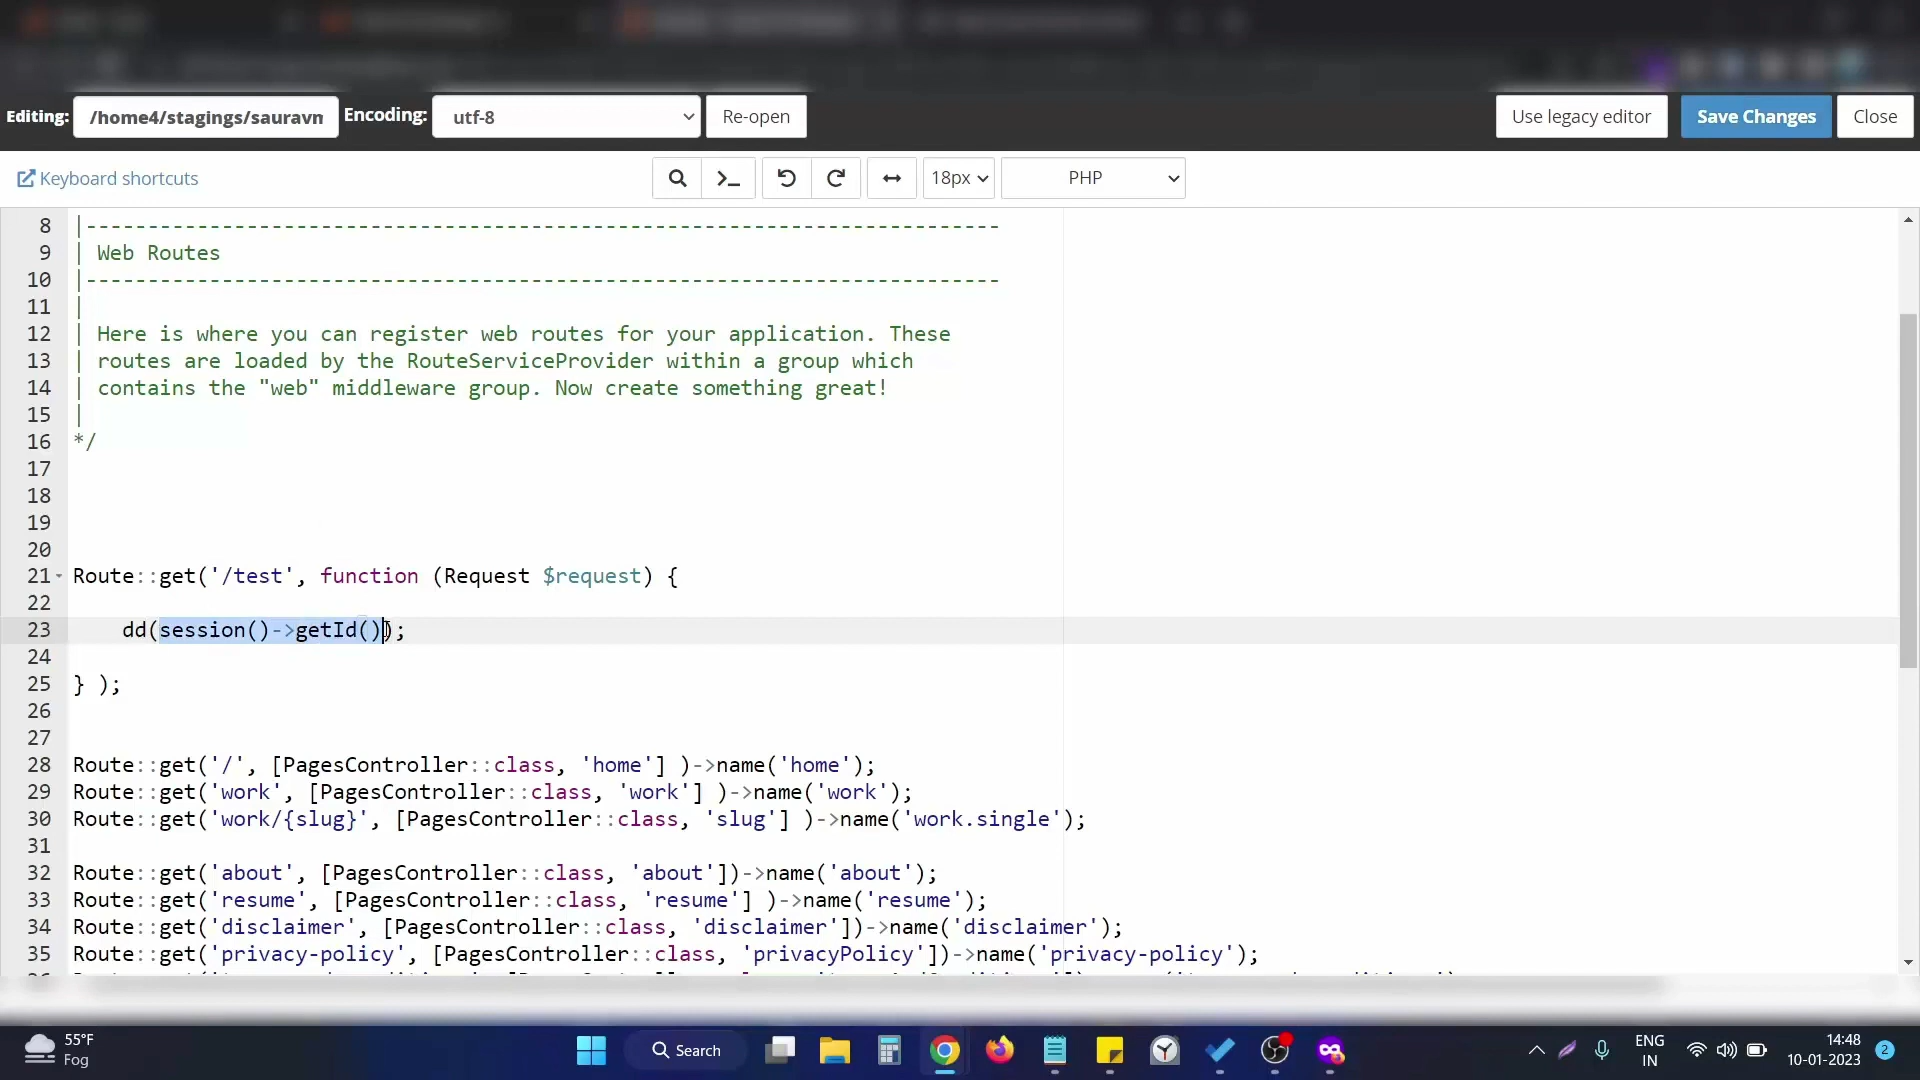 Editing: /home4/stagings/sauravn Encoding: utf-8 Re-open Use legacy editor Save Changes Close
Keyboard shortcuts 18px PHP
8 |-------------------------------------------------------------------------
9 | Web Routes
10 |-------------------------------------------------------------------------
11 |
12 | Here is where you can register web routes for your application. These
13 | routes are loaded by the RouteServiceProvider within a group which
14 | contains the "web" middleware group. Now create something great!
15 |
16 */
17
18
19
20
21 Route::get('/test', function (Request $request) {
22
23 dd(session()->getId());
24
25 } );
26
27
28 Route::get('/', [PagesController::class, 'home'] )->name('home');
29 Route::get('work', [PagesController::class, 'work'] )->name('work');
30 Route::get('work/{slug}', [PagesController::class, 'slug'] )->name('work.single');
31
32 Route::get('about', [PagesController::class, 'about'])->name('about');
33 Route::get('resume', [PagesController::class, 'resume'] )->name('resume');
34 Route::get('disclaimer', [PagesController::class, 'disclaimer'])->name('disclaimer');
35 Route::get('privacy-policy', [PagesController::class, 'privacyPolicy'])->name('privacy-policy');
55°F
Fog
Search
ENG
IN
14:48
10-01-2023
2